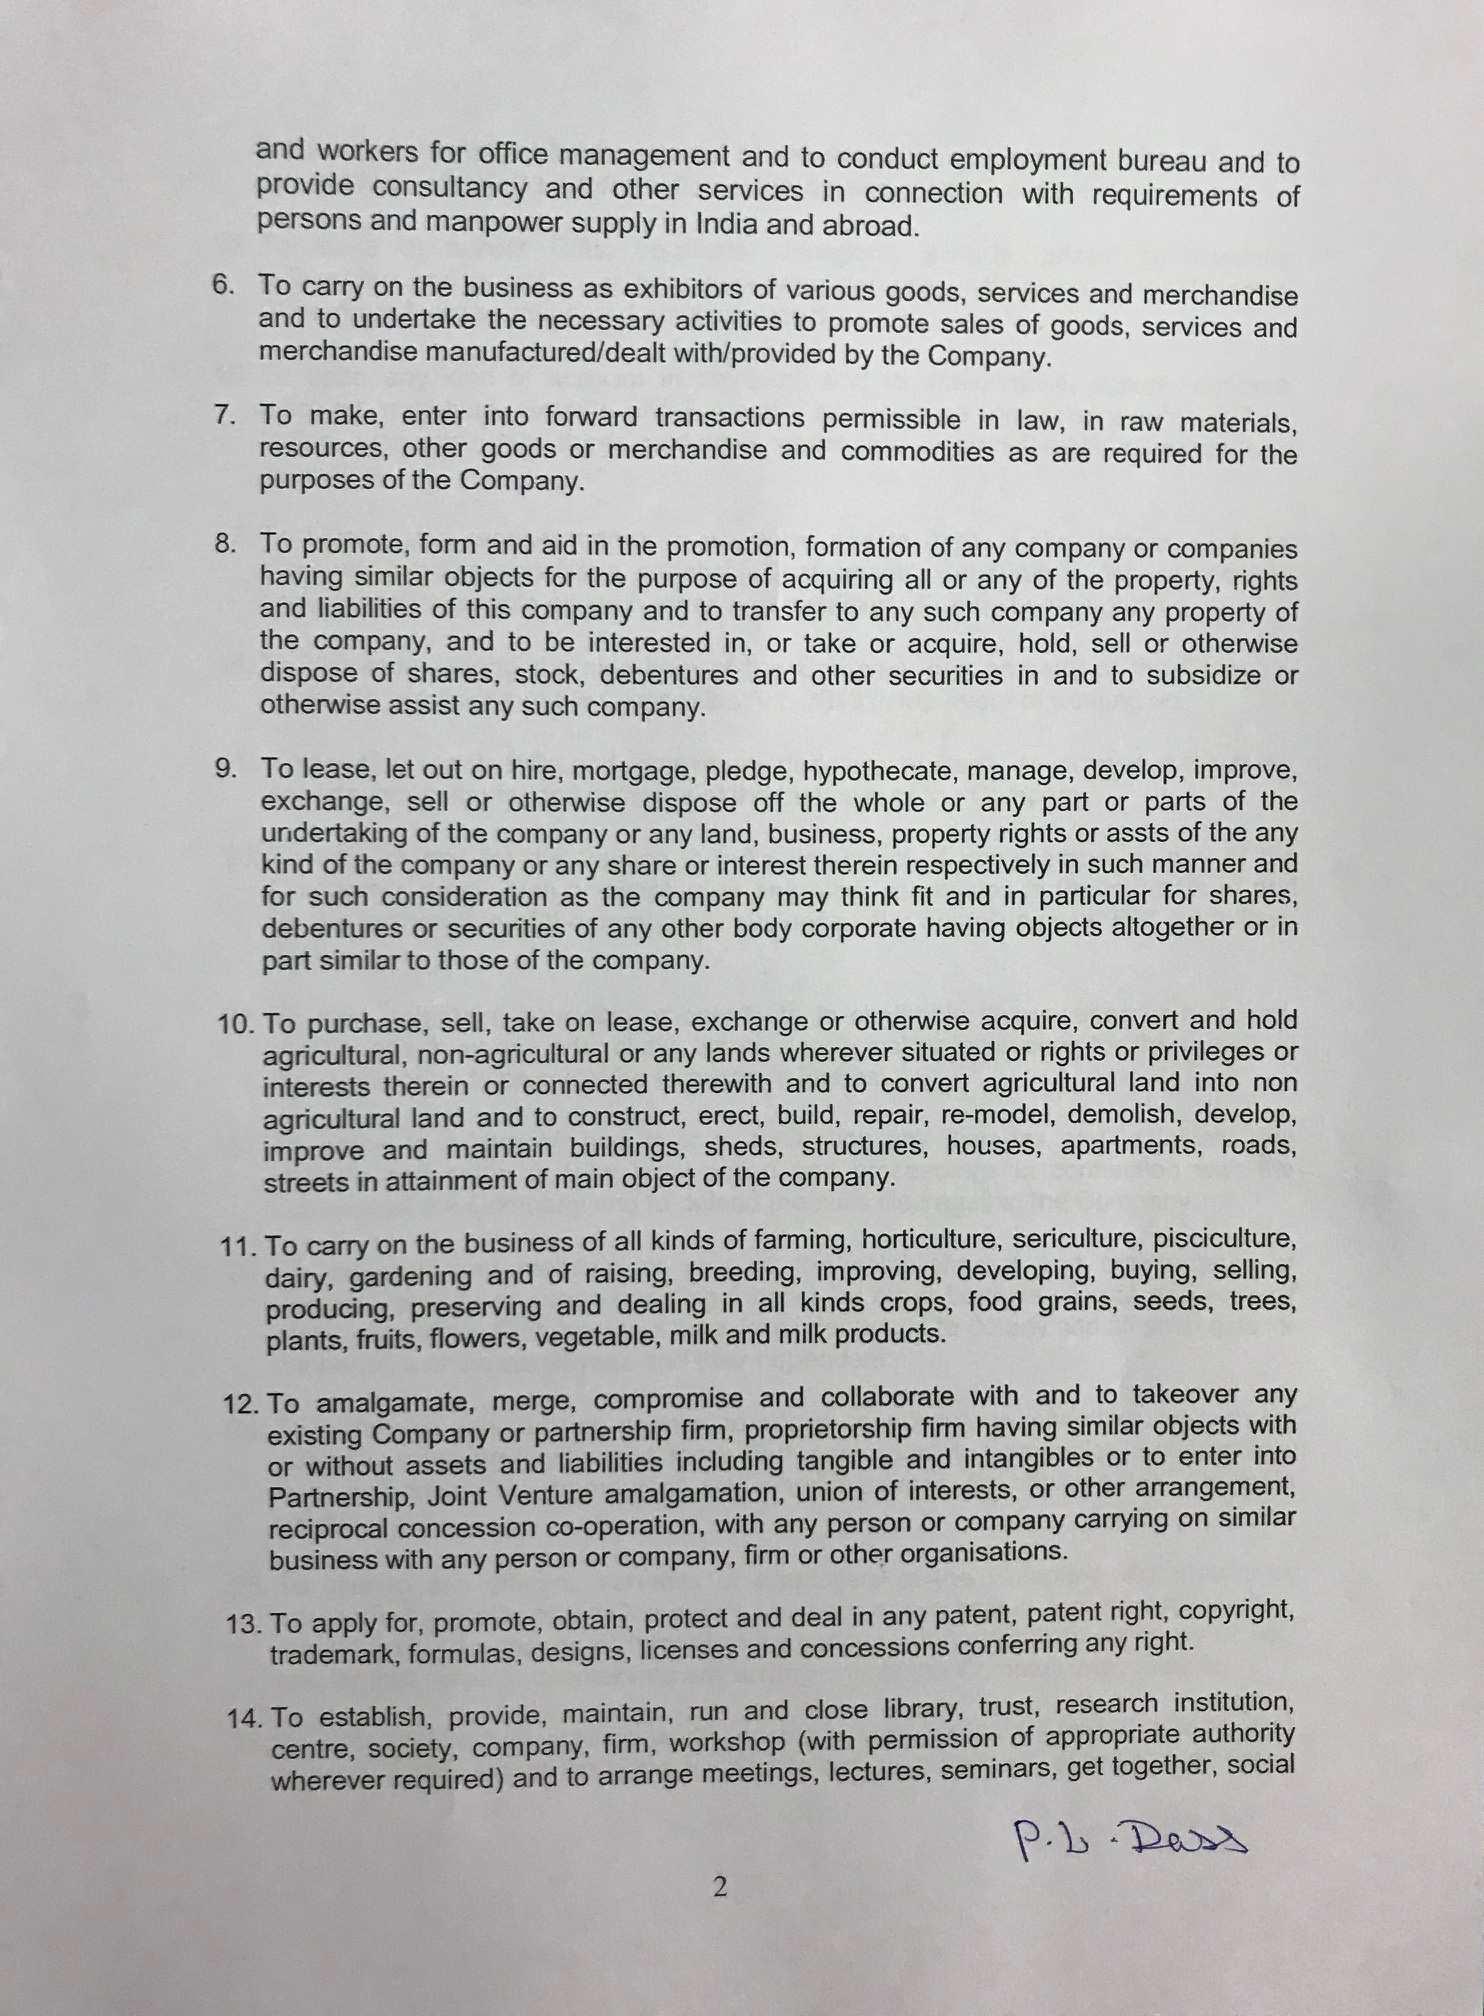 and workers for office management and to conduct employment bureau and to
provide consultancy and other services in connection with requirements of
persons and manpower supply in India and abroad.
6. To carry on the business as exhibitors of various goods, services and merchandise
and to undertake the necessary activities to promote sales of goods, services and
merchandise manufactured/dealt with/provided by the Company.
7. To make, enter into forward transactions permissible in law, in raw materials,
resources, other goods or merchandise and commodities as are required for the
purposes of the Company.
8. To promote, form and aid in the promotion, formation of any company or companies
having similar objects for the purpose of acquiring all or any of the property, rights
and liabilities of this company and to transfer to any such company any property of
the company, and to be interested in, or take or acquire, hold, sell or otherwise
dispose of shares, stock, debentures and other securities in and to subsidize or
otherwise assist any such company.
9. To lease, let out on hire, mortgage, pledge, hypothecate, manage, develop, improve,
exchange, sell or otherwise dispose off the whole or any part or parts of the
undertaking of the company or any land, business, property rights or assts of the any
kind of the company or any share or interest therein respectively in such manner and
for such consideration as the company may think fit and in particular for shares,
debentures or securities of any other body corporate having objects altogether or in
part similar to those of the company.
10. To purchase, sell, take on lease, exchange or otherwise acquire, convert and hold
agricultural, non-agricultural or any lands wherever situated or rights or privileges or
interests therein or connected therewith and to convert agricultural land into non
agricultural land and to construct, erect, build, repair, re-model, demolish, develop,
improve and maintain buildings, sheds, structures, houses, apartments, roads,
streets in attainment of main object of the company.
11. To carry on the business of all kinds of farming, horticulture, sericulture, pisciculture,
dairy, gardening and of raising, breeding, improving, developing, buying, selling,
producing, preserving and dealing in all kinds crops, food grains, seeds, trees,
plants, fruits, flowers, vegetable, milk and milk products.
12. To amalgamate, merge, compromise and collaborate with and to takeover any
existing Company or partnership firm, proprietorship firm having similar objects with
or without assets and liabilities including tangible and intangibles or to enter into
Partnership, Joint Venture amalgamation, union of interests, or other arrangement,
reciprocal concession co-operation, with any person or company carrying on similar
business with any person or company, firm or other organisations.
13. To apply for, promote, obtain, protect and deal in any patent, patent right, copyright,
trademark, formulas, designs, licenses and concessions conferring any right.
14. To establish, provide, maintain, run and close library, trust, research institution,
centre, society, company, firm, workshop (with permission of appropriate authority
wherever required) and to arrange meetings, lectures, seminars, get together, social
P.L. Dass
2